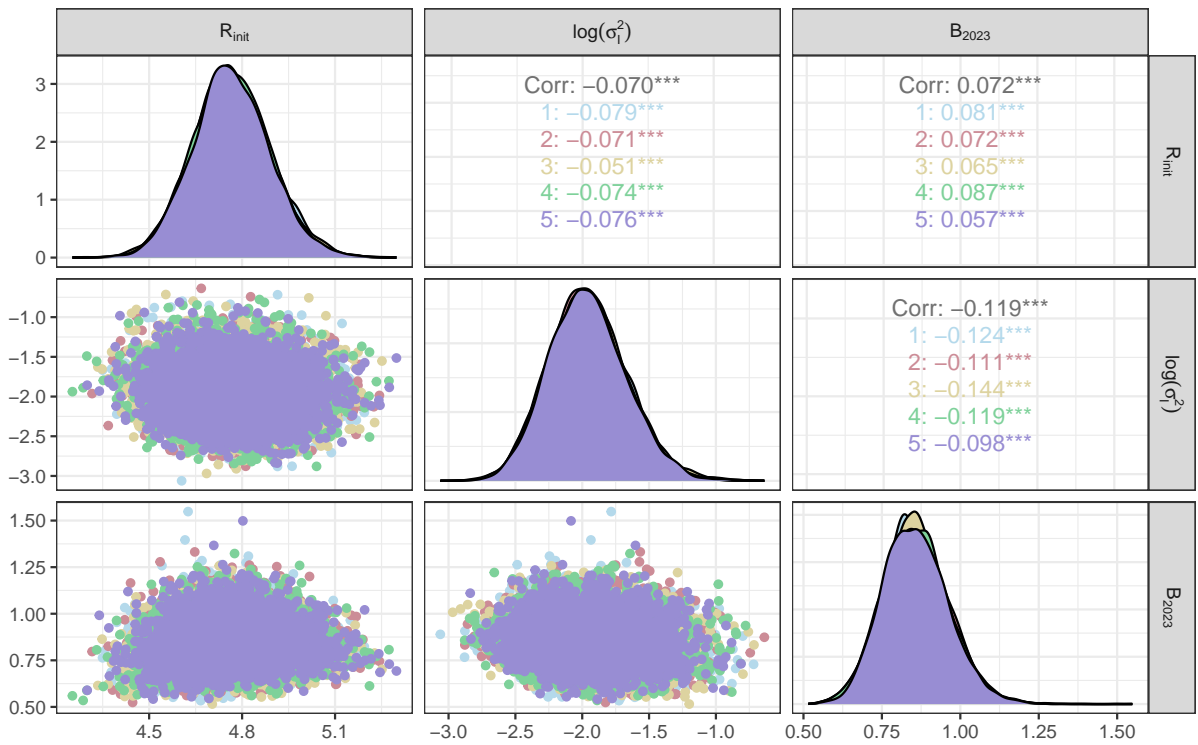 R_init log(σ_I^2) B_2023
3
2
1
0
Corr: −0.070***
1: −0.079***
2: −0.071***
3: −0.051***
4: −0.074***
5: −0.076***
Corr: 0.072***
1: 0.081***
2: 0.072***
3: 0.065***
4: 0.087***
5: 0.057***
R_init
−1.0
−1.5
−2.0
−2.5
−3.0
Corr: −0.119***
1: −0.124***
2: −0.111***
3: −0.144***
4: −0.119***
5: −0.098***
log(σ_I^2)
1.50
1.25
1.00
0.75
0.50
B_2023
4.5 4.8 5.1
−3.0 −2.5 −2.0 −1.5 −1.0
0.50 0.75 1.00 1.25 1.50